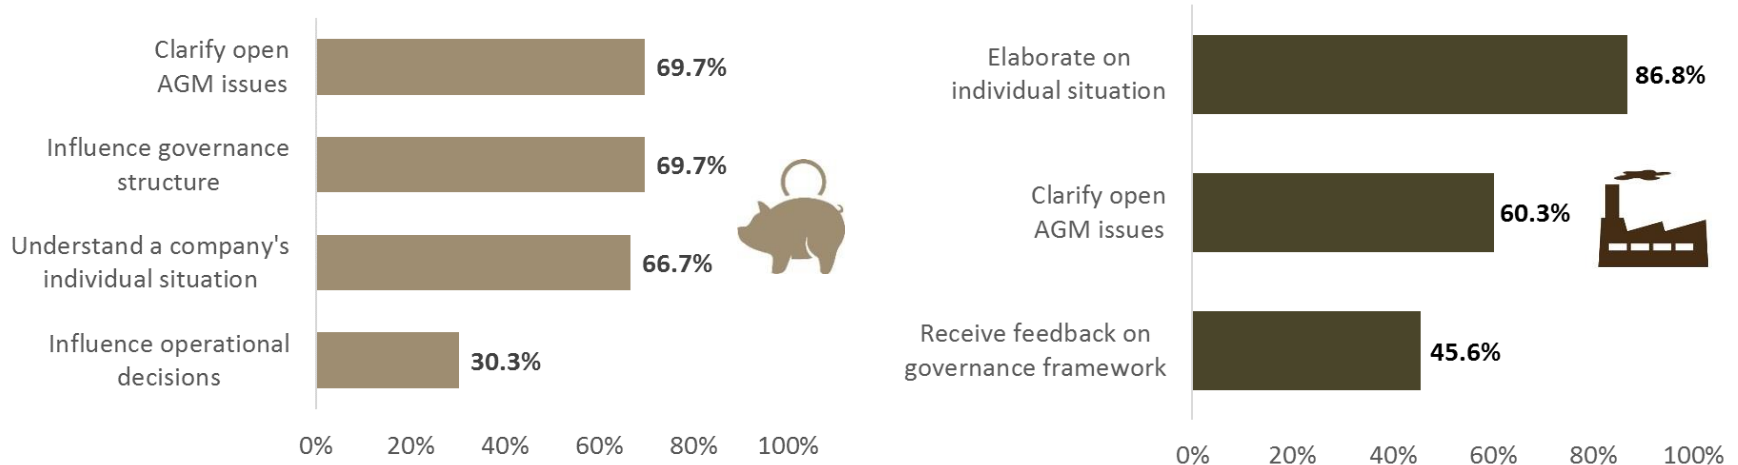 Clarify open
AGM issues
69.7%
Influence governance
structure
69.7%
Understand a company's
individual situation
66.7%
Influence operational
decisions
30.3%
0% 20% 40% 60% 80% 100%
Elaborate on
individual situation
86.8%
Clarify open
AGM issues
60.3%
Receive feedback on
governance framework
45.6%
0% 20% 40% 60% 80% 100%